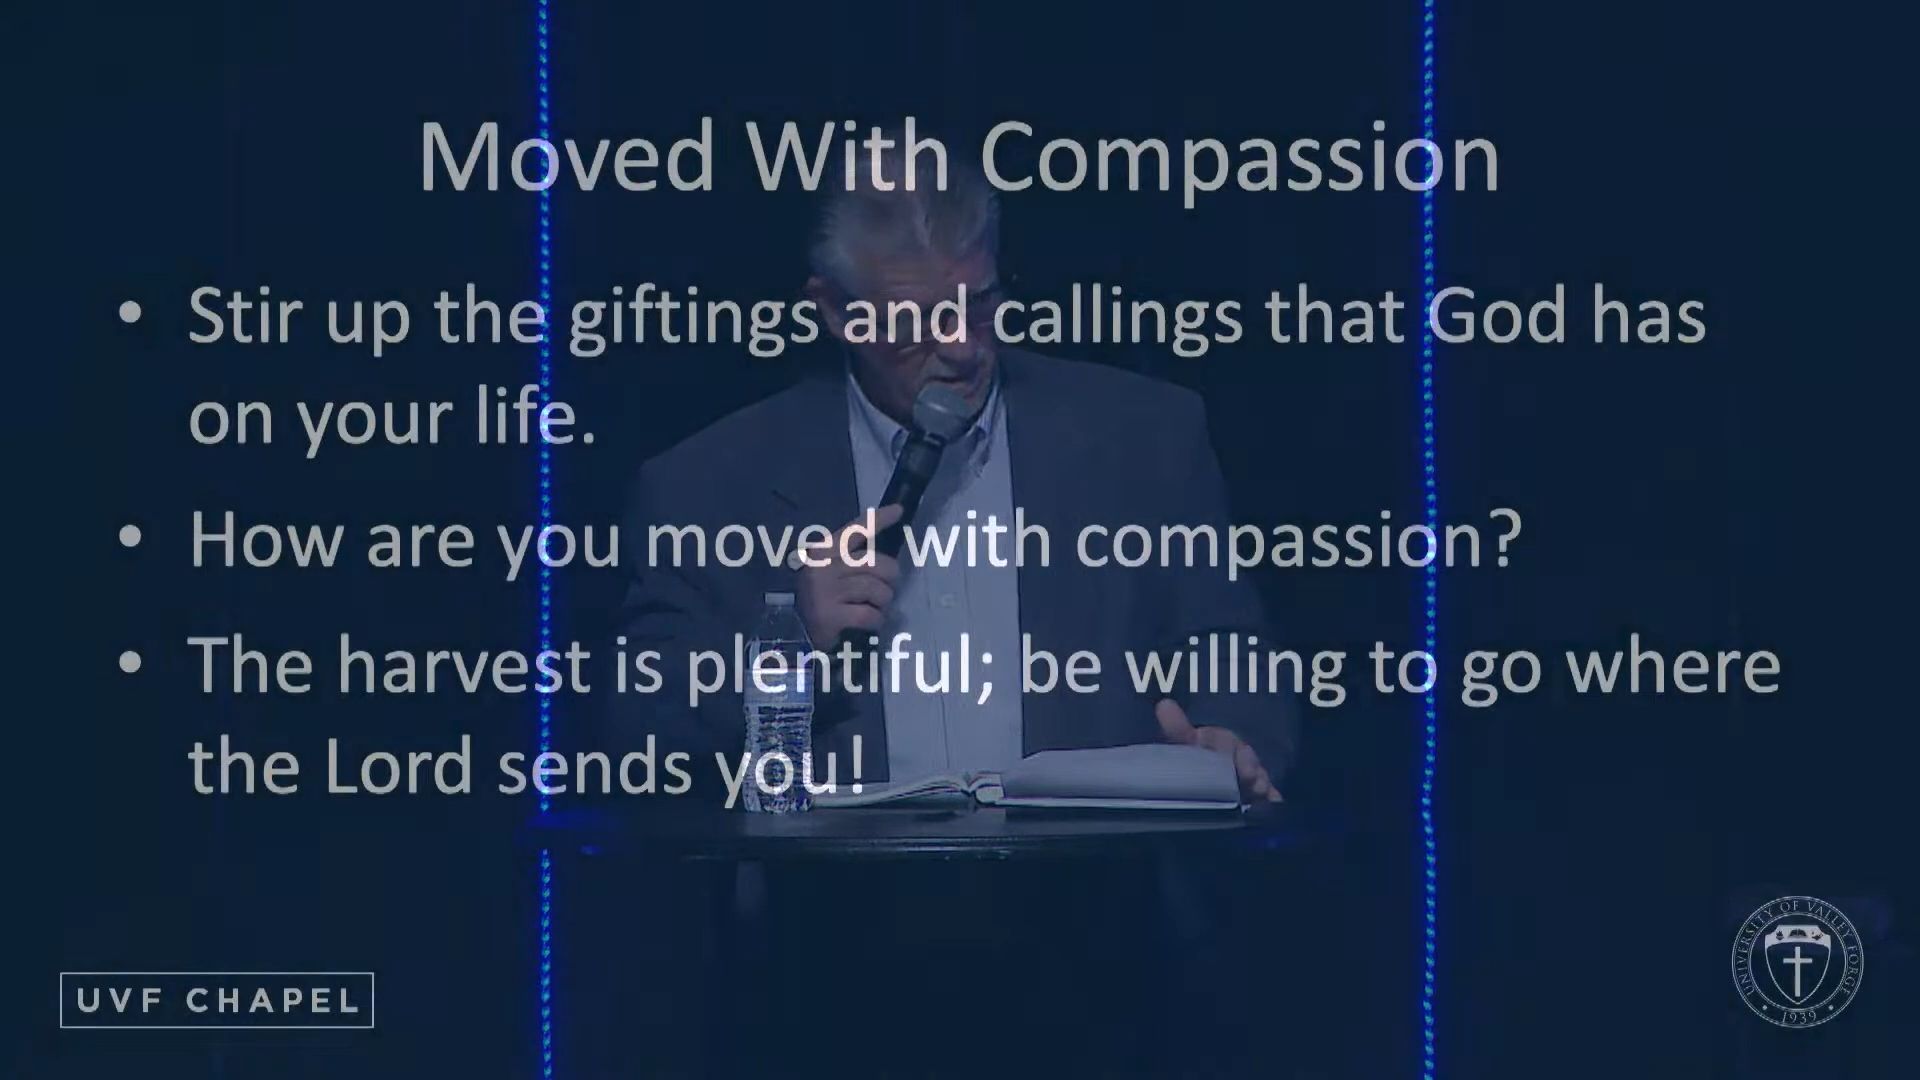 Moved With Compassion
• Stir up the giftings and callings that God has
on your life.
• How are you moved with compassion?
• The harvest is plentiful; be willing to go where
the Lord sends you!
UVF CHAPEL
UNIVERSITY OF VALLEY FORGE
• 1939 •